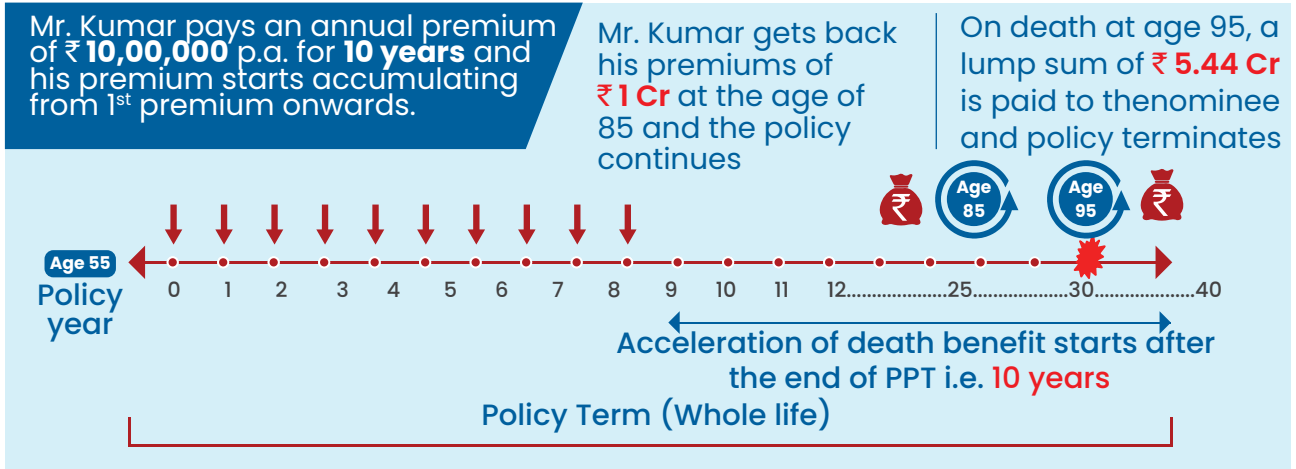 Mr. Kumar pays an annual premium
of ₹ 10,00,000 p.a. for 10 years and
his premium starts accumulating
from 1st premium onwards.
Mr. Kumar gets back
his premiums of
₹ 1 Cr at the age of
85 and the policy
continues
On death at age 95, a
lump sum of ₹ 5.44 Cr
is paid to thenominee
and policy terminates
₹
Age
85
Age
95
₹
Age 55
Policy
year
0 1 2 3 4 5 6 7 8 9 10 11 12....................25....................30....................40
Acceleration of death benefit starts after
the end of PPT i.e. 10 years
Policy Term (Whole life)